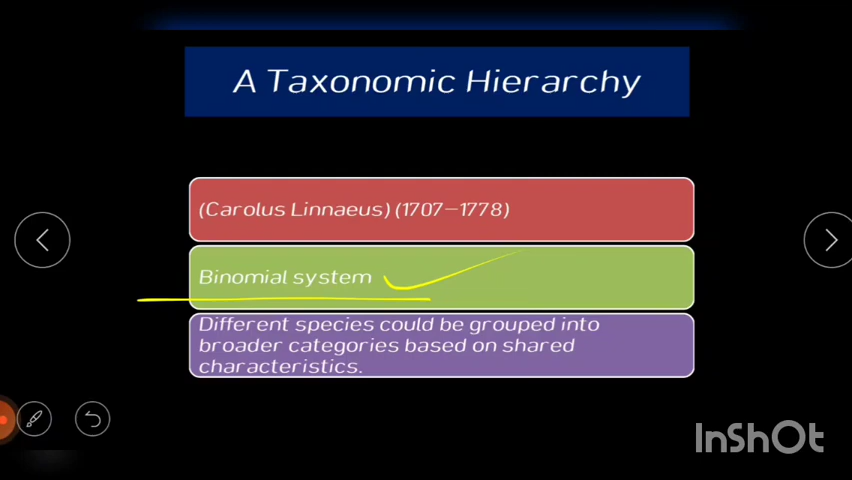 A Taxonomic Hierarchy
(Carolus Linnaeus) (1707–1778)
Binomial system
Different species could be grouped into
broader categories based on shared
characteristics.
InShOt